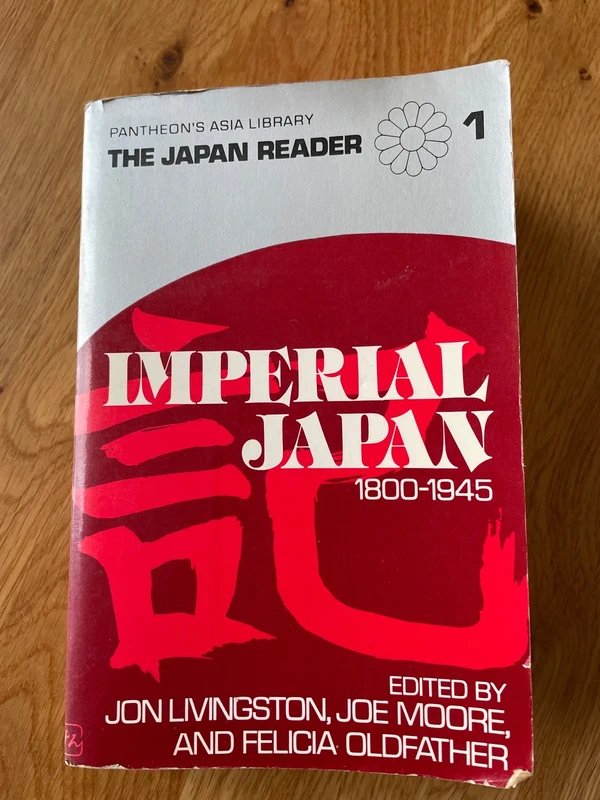 PANTHEON'S ASIA LIBRARY
THE JAPAN READER
1
記
IMPERIAL
JAPAN
1800-1945
EDITED BY
JON LIVINGSTON, JOE MOORE,
AND FELICIA OLDFATHER